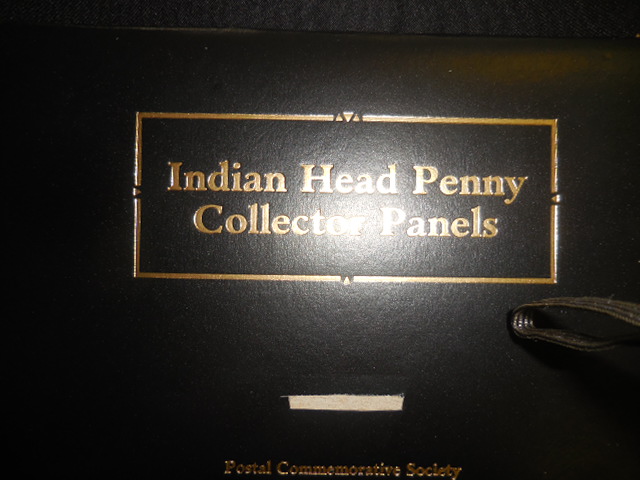 Indian Head Penny
Collector Panels
Postal Commemorative Society